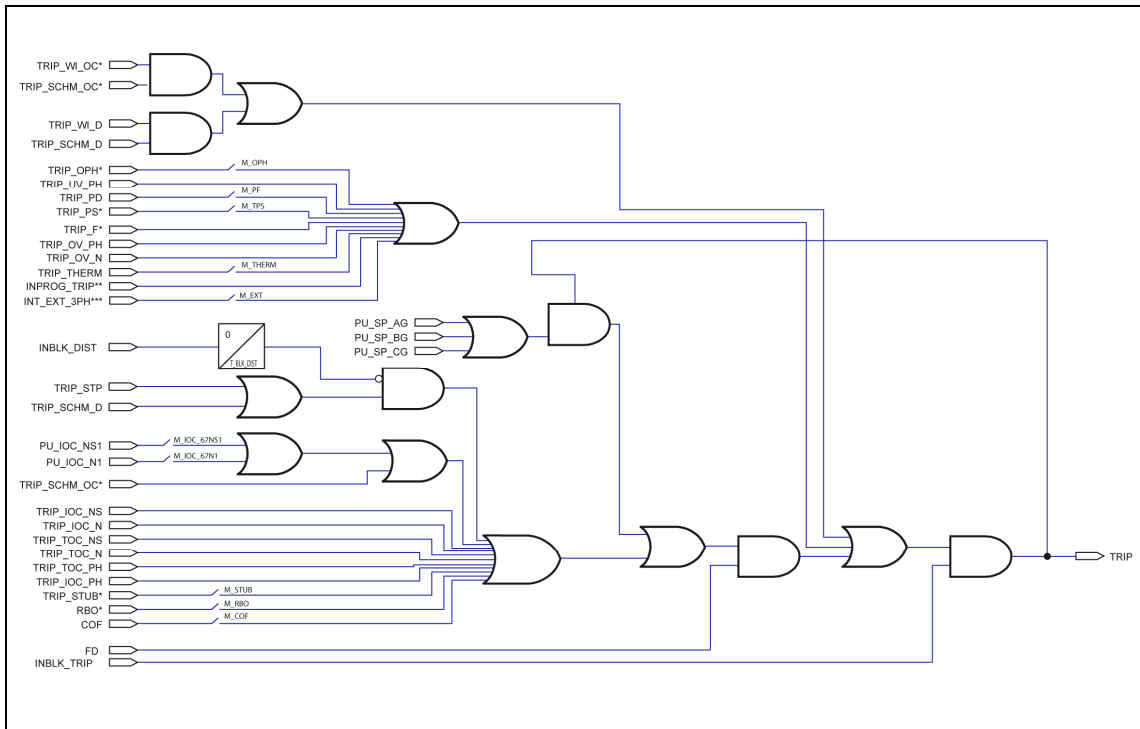 TRIP_WI_OC*
TRIP_SCHM_OC*
TRIP_WI_D
TRIP_SCHM_D
TRIP_OPH* M_OPH
TRIP_UV_PH
TRIP_PD M_PF
TRIP_PS* M_TPS
TRIP_F*
TRIP_OV_PH
TRIP_OV_N
TRIP_THERM M_THERM
INPROG_TRIP**
INT_EXT_3PH*** M_EXT
PU_SP_AG
PU_SP_BG
PU_SP_CG
INBLK_DIST 0
T_BLK_DIST
TRIP_STP
TRIP_SCHM_D
PU_IOC_NS1 M_IOC_67NS1
PU_IOC_N1 M_IOC_67N1
TRIP_SCHM_OC*
TRIP_IOC_NS
TRIP_IOC_N
TRIP_TOC_NS
TRIP_TOC_N
TRIP_TOC_PH
TRIP_IOC_PH
TRIP_STUB* M_STUB
RBO* M_RBO
COF M_COF
FD
INBLK_TRIP
TRIP